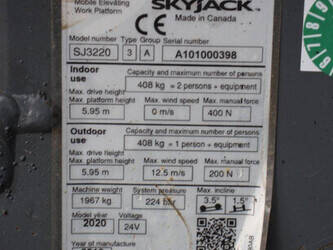 Mobile Elevating SKYJACK
Work Platform CE Made in Canada
Model number Type Group Serial number
SJ3220 3 A A101000398
Indoor use Capacity and maximum number of persons
408 kg = 2 persons + equipment
Max. drive height
Max. platform height Max. wind speed Max. manual force
5.95 m 0 m/s 400 N
Outdoor use Capacity and maximum number of persons
408 kg = 1 person + equipment
Max. drive height
Max. platform height Max. wind speed Max. manual force
5.95 m 12.5 m/s 200 N
Machine weight System pressure Max. incline
1967 kg 224 bar 3.5° 1.5°
Model year Voltage
2020 24V
Year of manufacture